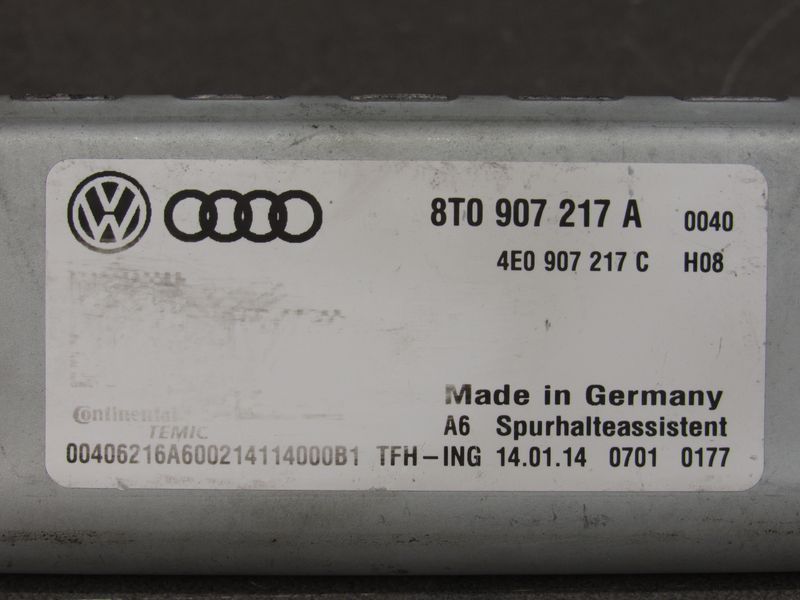 8T0 907 217 A 0040
4E0 907 217 C H08
Made in Germany
Continental
A6 Spurhalteassistent
TEMIC
00406216A600214114000B1 TFH-ING 14.01.14 0701 0177